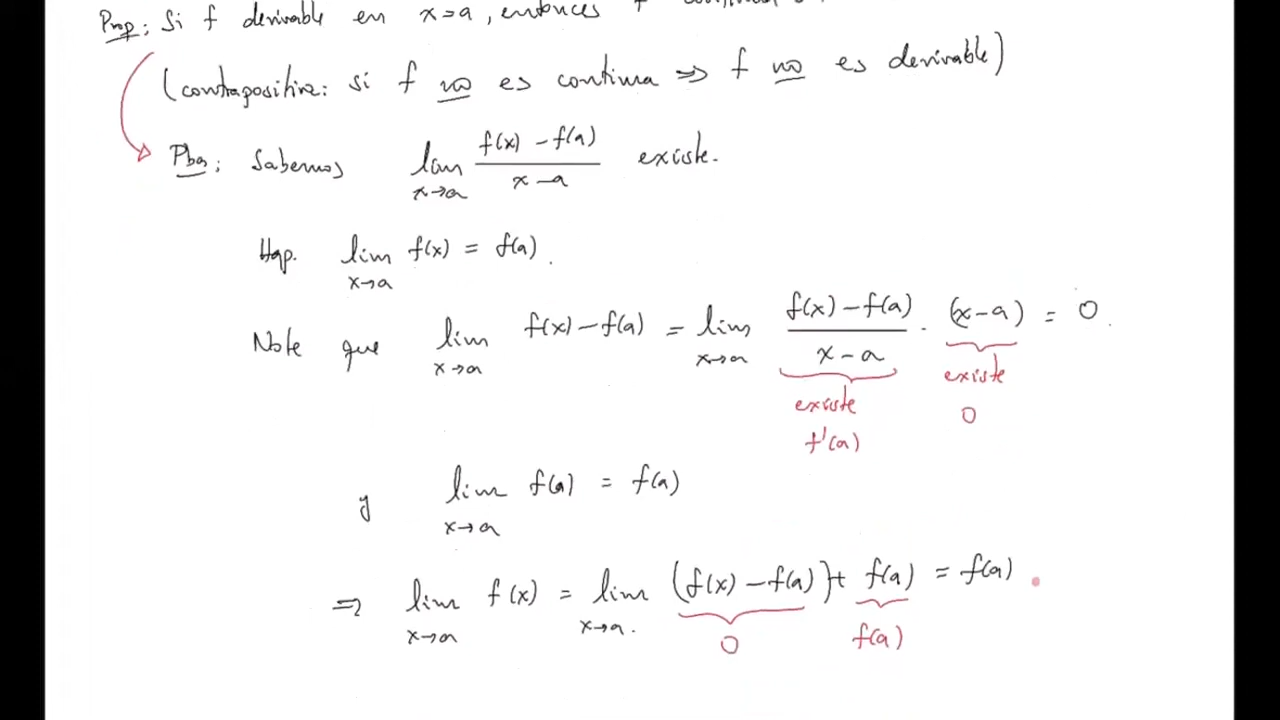 Prop: Si f derivable en x=a, entonces f
(contrapositiva: si f no es continua => f no es derivable)
Pba: Sabemos lim x→a (f(x) - f(a))/(x-a) existe.
Hap. lim x→a f(x) = f(a).
Note que lim x→a f(x) - f(a) = lim x→a (f(x) - f(a))/(x-a) · (x-a) = 0.
existe existe
f'(a) 0
y lim x→a f(a) = f(a)
=> lim x→a f(x) = lim x→a. (f(x) - f(a)) + f(a) = f(a)
0 f(a)